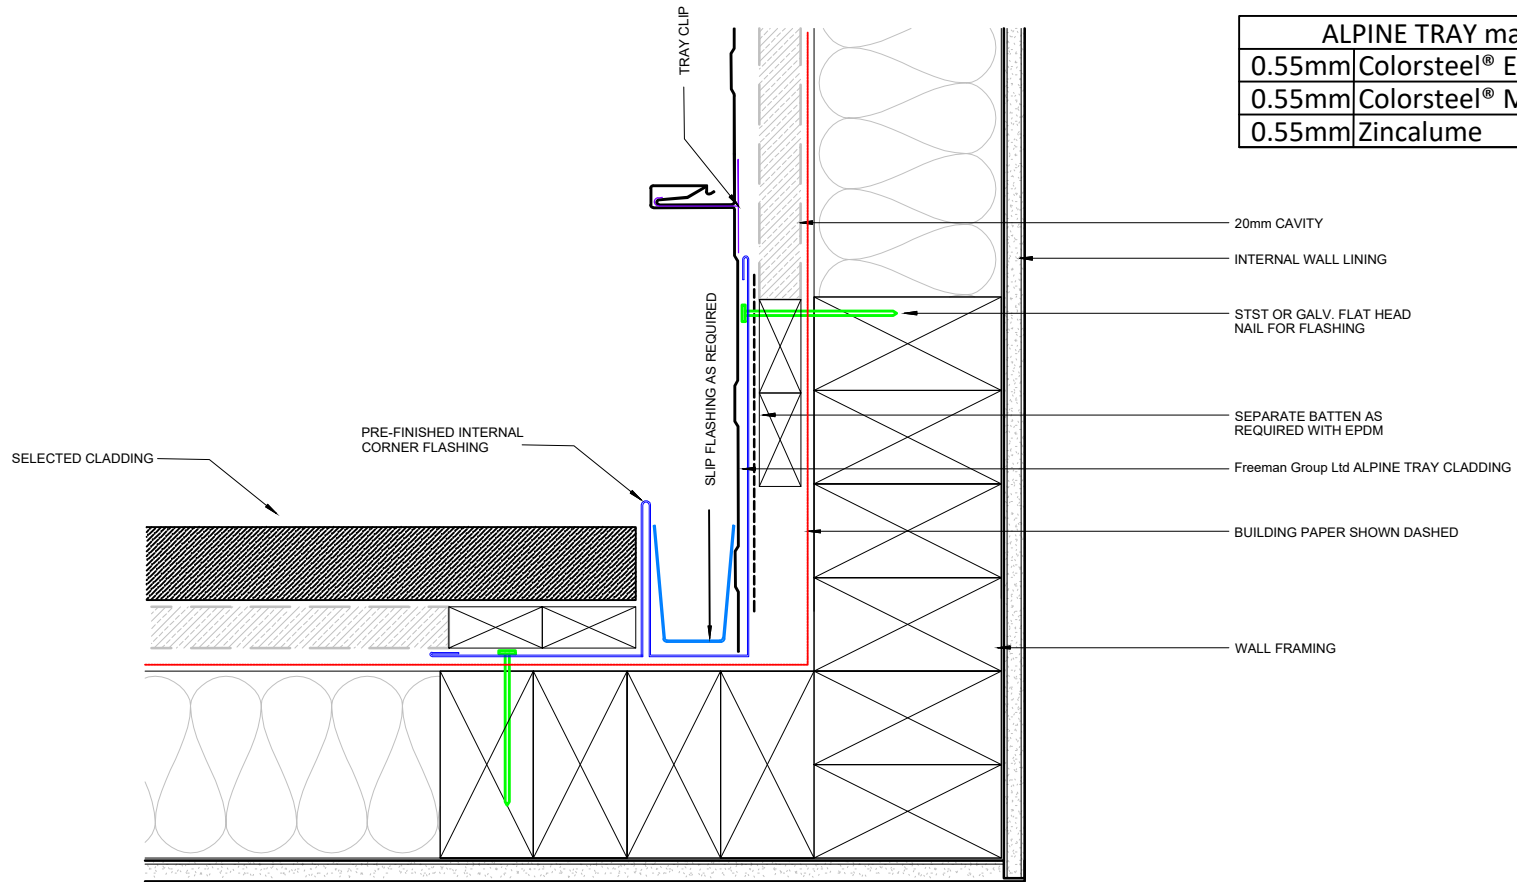 TRAY CLIP
ALPINE TRAY ma
0.55mm Colorsteel® E
0.55mm Colorsteel® M
0.55mm Zincalume
20mm CAVITY
INTERNAL WALL LINING
STST OR GALV. FLAT HEAD
NAIL FOR FLASHING
SLIP FLASHING AS REQUIRED
SEPARATE BATTEN AS
REQUIRED WITH EPDM
PRE-FINISHED INTERNAL
CORNER FLASHING
SELECTED CLADDING
Freeman Group Ltd ALPINE TRAY CLADDING
BUILDING PAPER SHOWN DASHED
WALL FRAMING